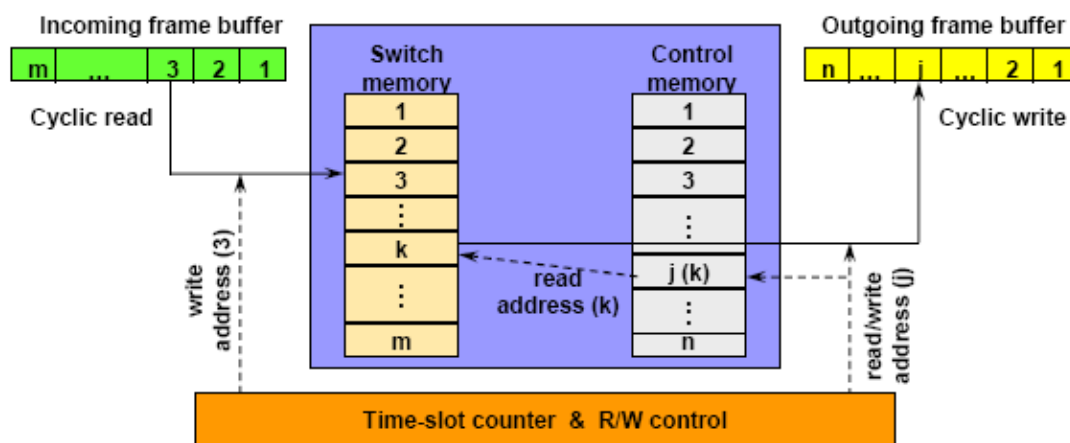 Incoming frame buffer
m ... 3 2 1
Cyclic read
Switch
memory
1
2
3
⋮
k
⋮
m
Control
memory
1
2
3
⋮
j (k)
⋮
n
Outgoing frame buffer
n ... j ... 2 1
Cyclic write
write
address (3)
read
address (k)
read/write
address (j)
Time-slot counter & R/W control